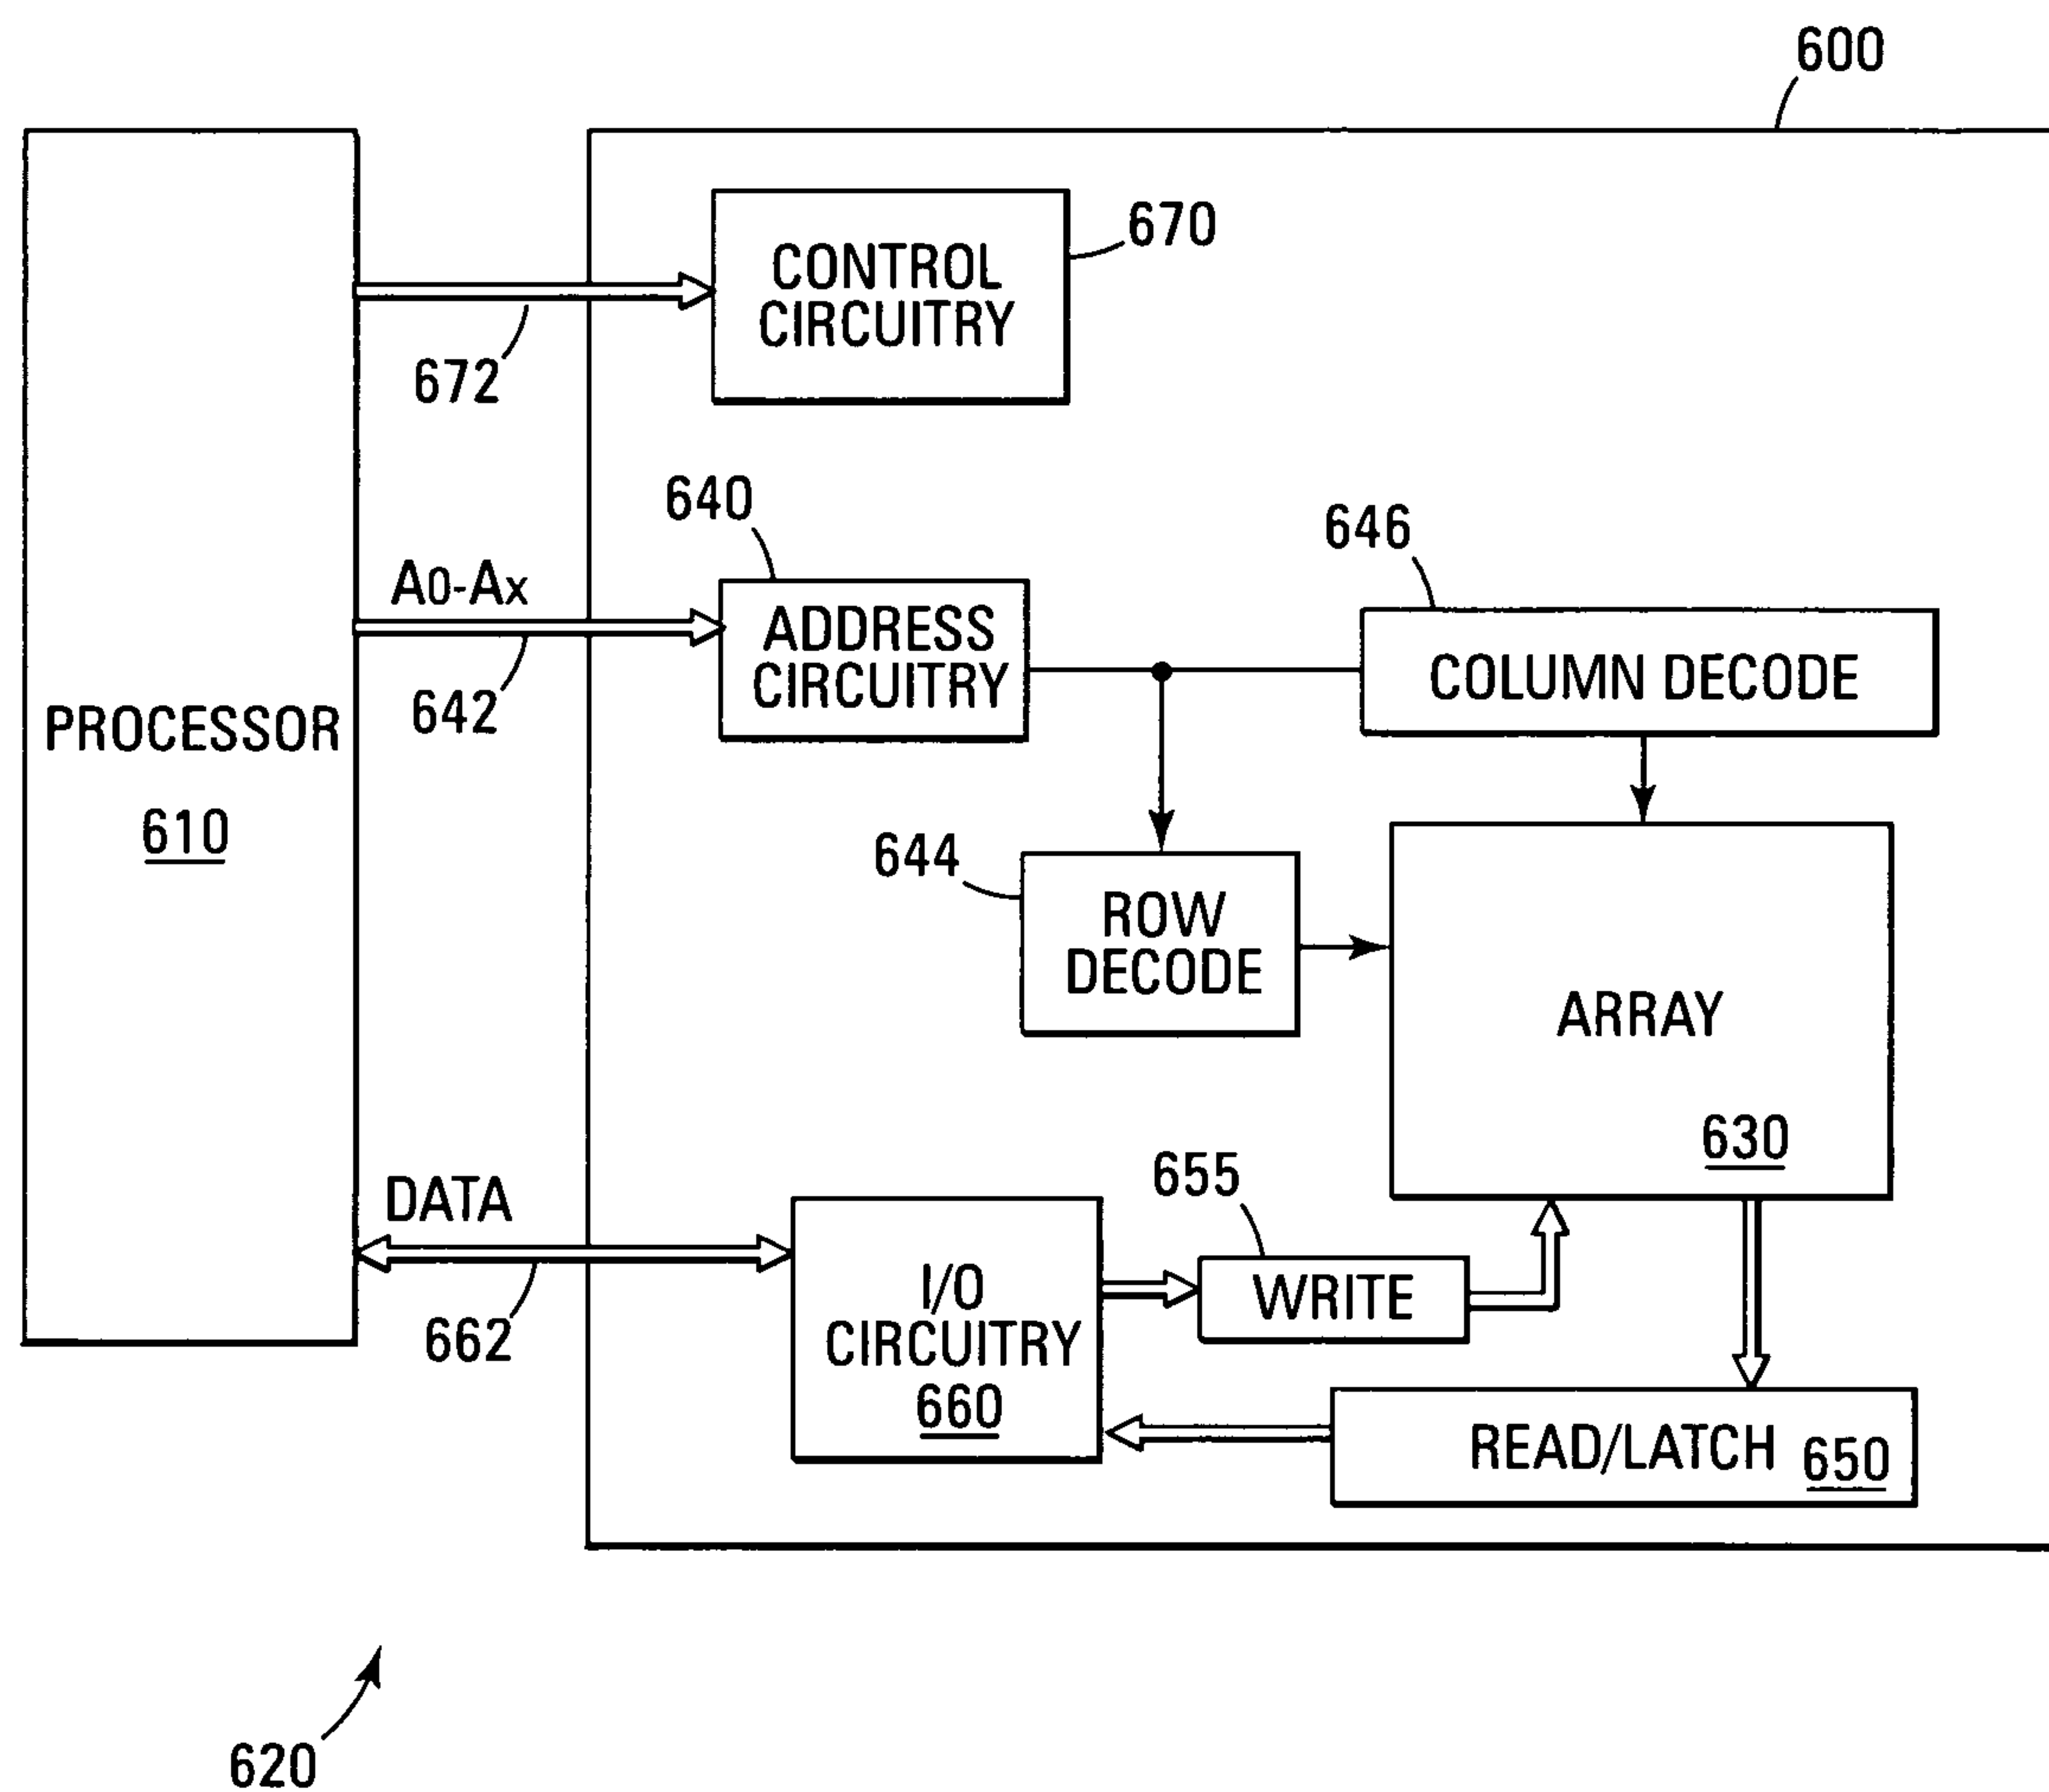 600
670
CONTROL
CIRCUITRY
672
640
646
A0-Ax
ADDRESS
CIRCUITRY
COLUMN DECODE
642
PROCESSOR
610
644
ROW
DECODE
ARRAY
630
655
DATA
I/O
CIRCUITRY
660
WRITE
662
READ/LATCH 650
620